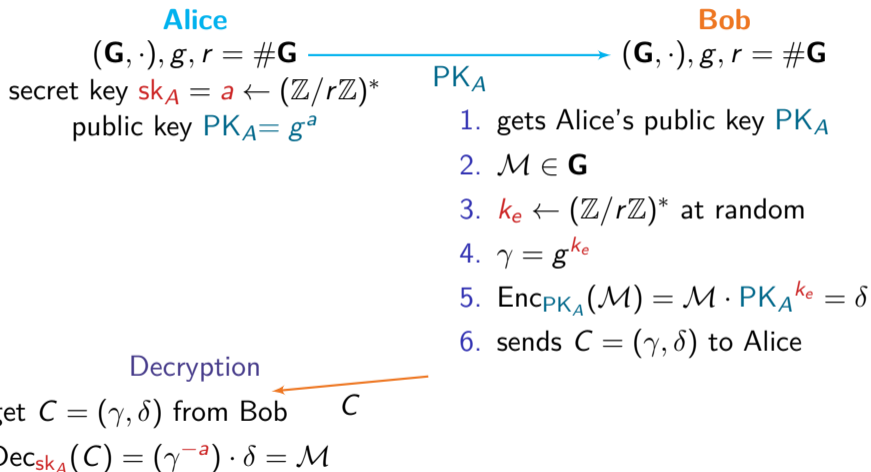 Alice
(G, ·), g, r = #G
secret key sk_A = a ← (ℤ/rℤ)*
public key PK_A = g^a
PK_A
Bob
(G, ·), g, r = #G
1. gets Alice's public key PK_A
2. ℳ ∈ G
3. k_e ← (ℤ/rℤ)* at random
4. γ = g^{k_e}
5. Enc_{PK_A}(ℳ) = ℳ · PK_A^{k_e} = δ
6. sends C = (γ, δ) to Alice
Decryption
C
et C = (γ, δ) from Bob
Dec_{sk_A}(C) = (γ^{−a}) · δ = ℳ